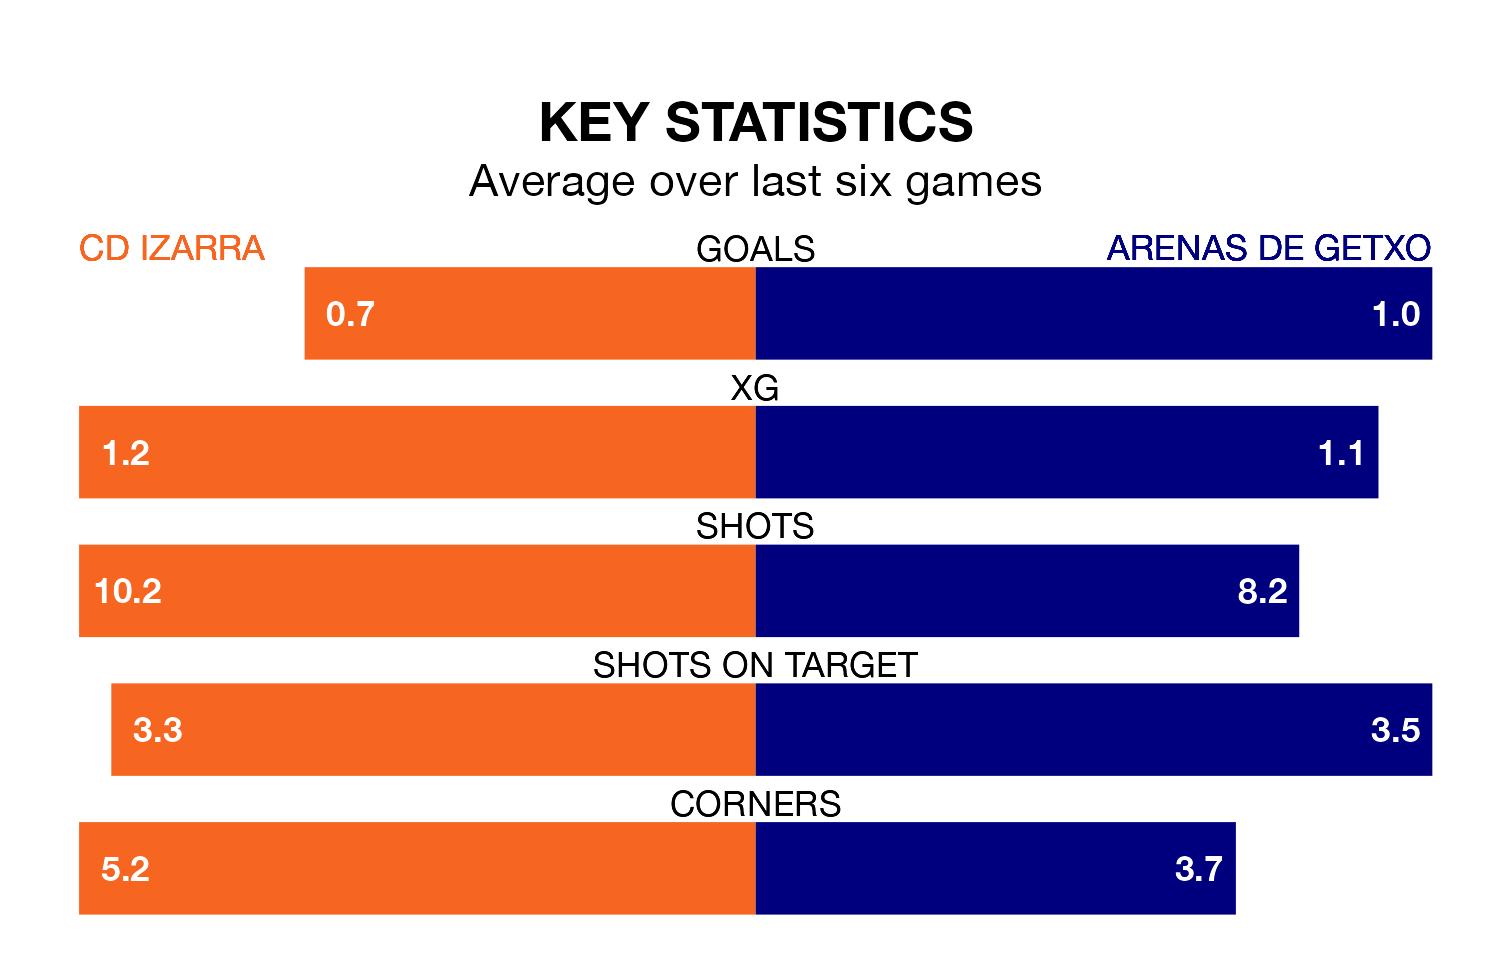 KEY STATISTICS
Average over last six games
CD IZARRA GOALS ARENAS DE GETXO
0.7 1.0
XG
1.2 1.1
SHOTS
10.2 8.2
SHOTS ON TARGET
3.3 3.5
CORNERS
5.2 3.7